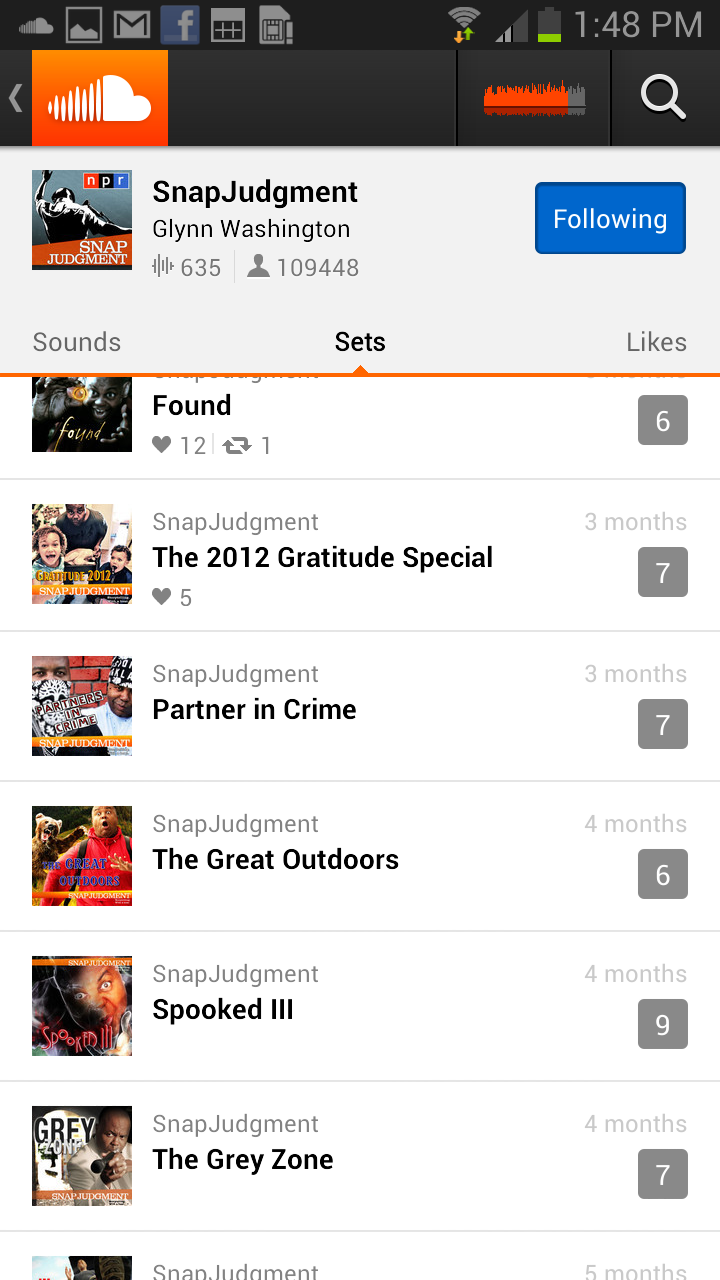 1:48 PM
npr
SNAP
JUDGMENT
SnapJudgment
Glynn Washington
635
109448
Following
Sounds
Sets
Likes
found
Found
6
12
1
GRATITUDE 2012
SNAPJUDGMENT
SnapJudgment
3 months
The 2012 Gratitude Special
7
5
PARTNERS
IN
CRIME
SNAPJUDGMENT
SnapJudgment
3 months
Partner in Crime
7
THE GREAT
OUTDOORS
SNAPJUDGMENT
SnapJudgment
4 months
The Great Outdoors
6
SNAPJUDGMENT
SPOOKED III
SnapJudgment
4 months
Spooked III
9
GREY
ZONE
SNAPJUDGMENT
SnapJudgment
4 months
The Grey Zone
7
SnapJudgment
5 months